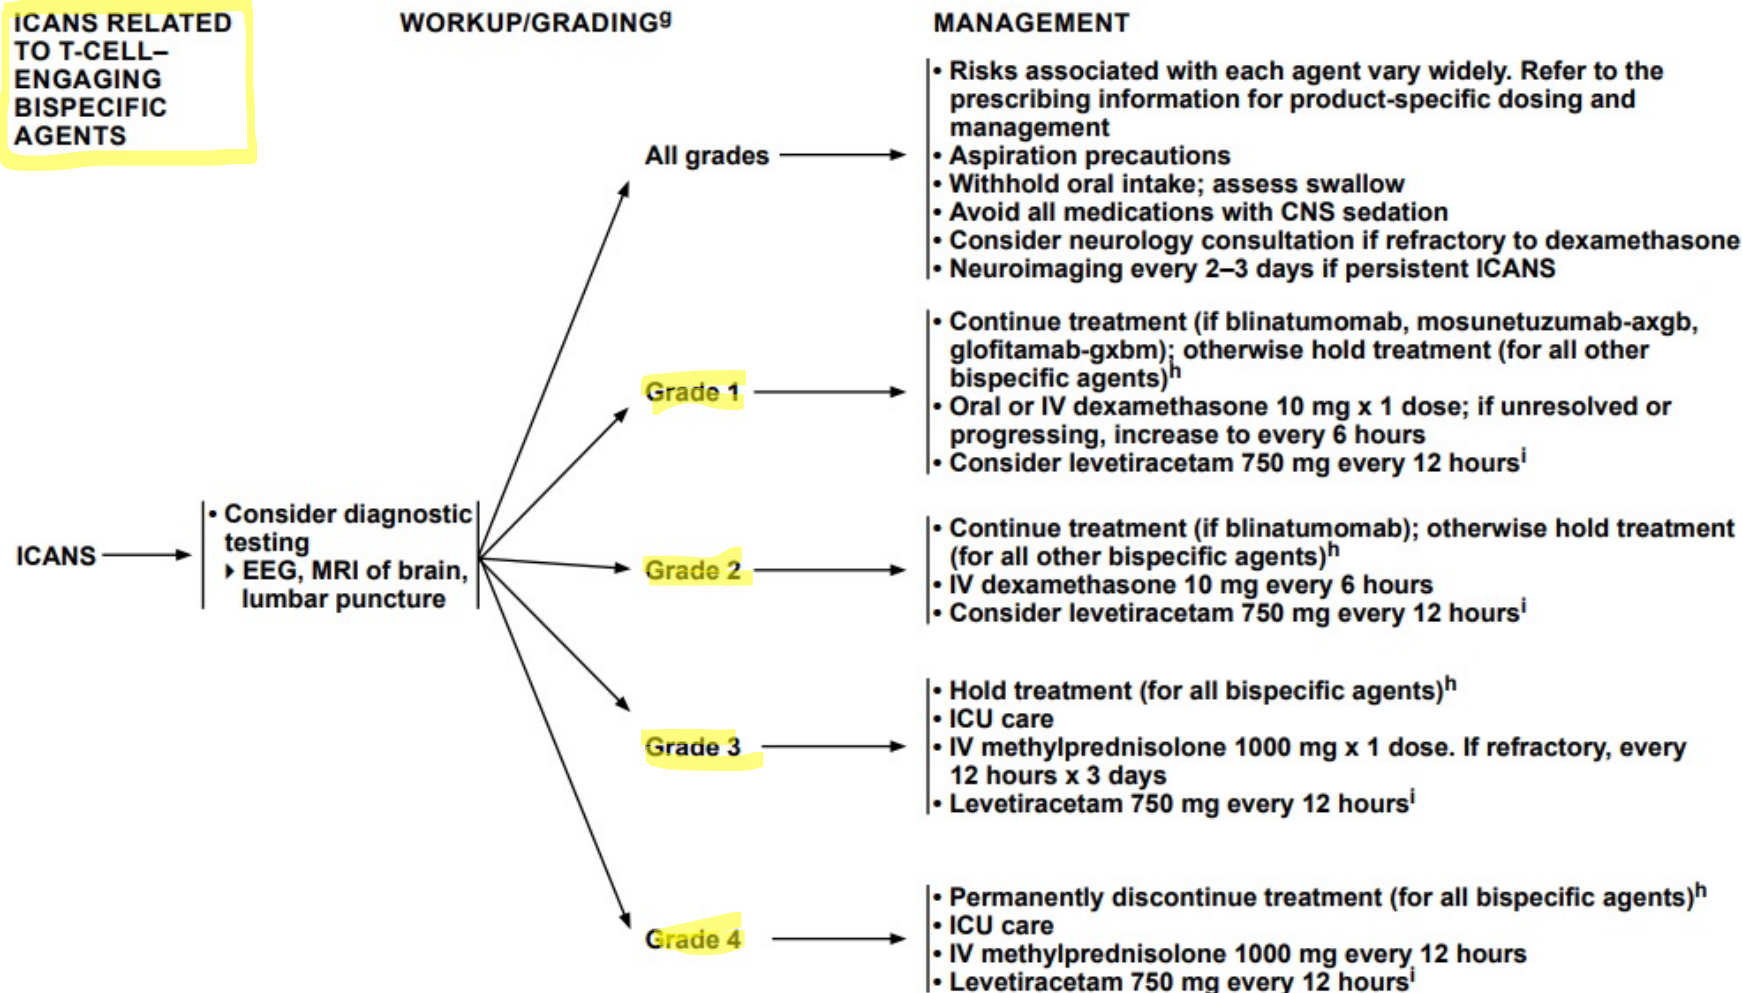 ICANS RELATED
TO T-CELL–
ENGAGING
BISPECIFIC
AGENTS
WORKUP/GRADINGg
MANAGEMENT
All grades
• Risks associated with each agent vary widely. Refer to the
prescribing information for product-specific dosing and
management
• Aspiration precautions
• Withhold oral intake; assess swallow
• Avoid all medications with CNS sedation
• Consider neurology consultation if refractory to dexamethasone
• Neuroimaging every 2–3 days if persistent ICANS
Grade 1
• Continue treatment (if blinatumomab, mosunetuzumab-axgb,
glofitamab-gxbm); otherwise hold treatment (for all other
bispecific agents)h
• Oral or IV dexamethasone 10 mg x 1 dose; if unresolved or
progressing, increase to every 6 hours
• Consider levetiracetam 750 mg every 12 hoursi
ICANS
• Consider diagnostic
testing
▸ EEG, MRI of brain,
lumbar puncture
Grade 2
• Continue treatment (if blinatumomab); otherwise hold treatment
(for all other bispecific agents)h
• IV dexamethasone 10 mg every 6 hours
• Consider levetiracetam 750 mg every 12 hoursi
Grade 3
• Hold treatment (for all bispecific agents)h
• ICU care
• IV methylprednisolone 1000 mg x 1 dose. If refractory, every
12 hours x 3 days
• Levetiracetam 750 mg every 12 hoursi
Grade 4
• Permanently discontinue treatment (for all bispecific agents)h
• ICU care
• IV methylprednisolone 1000 mg every 12 hours
• Levetiracetam 750 mg every 12 hoursi